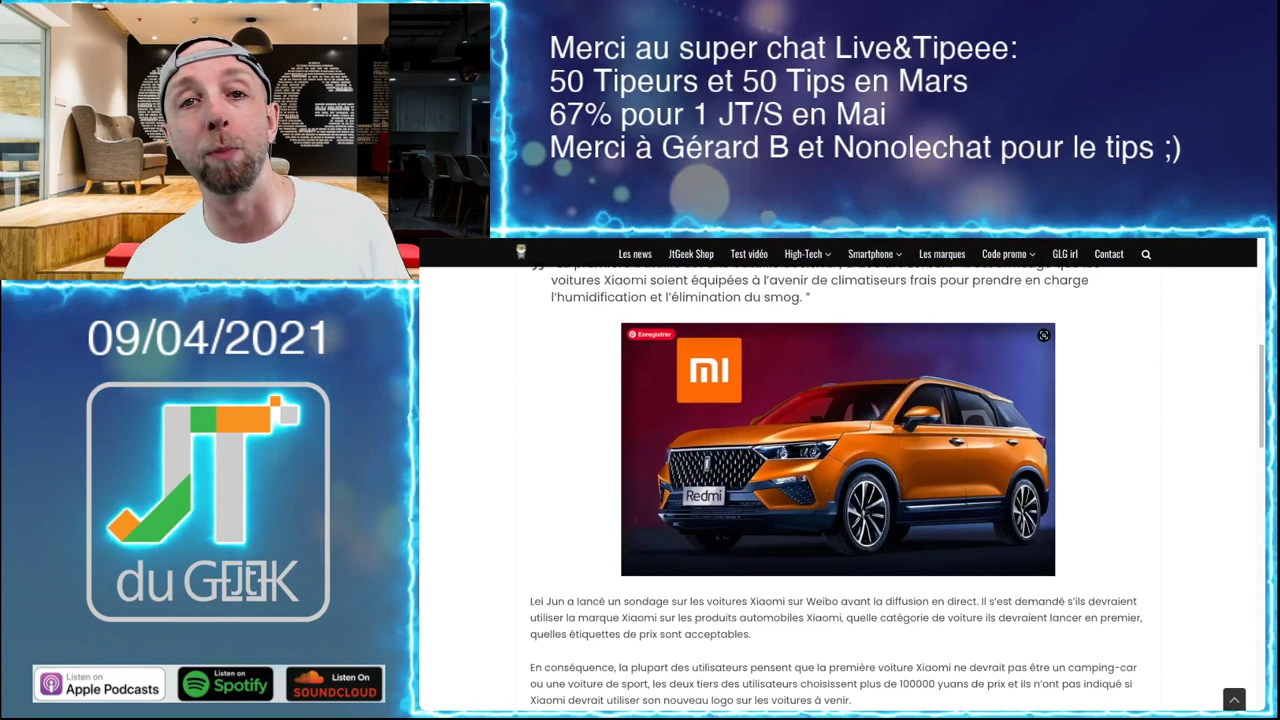 Merci au super chat Live&Tipeee:
50 Tipeurs et 50 Tips en Mars
67% pour 1 JT/S en Mai
Merci à Gérard B et Nonolechat pour le tips ;)
Les news JtGeek Shop Test vidéo High-Tech Smartphone Les marques Code promo GLG irl Contact
voitures Xiaomi soient équipées à l'avenir de climatiseurs frais pour prendre en charge
l'humidification et l'élimination du smog. ”
09/04/2021
JT
du GEEK
Enregistrer
mi
Redmi
Lei Jun a lancé un sondage sur les voitures Xiaomi sur Weibo avant la diffusion en direct. Il s'est demandé s'ils devraient
utiliser la marque Xiaomi sur les produits automobiles Xiaomi, quelle catégorie de voiture ils devraient lancer en premier,
quelles étiquettes de prix sont acceptables.
En conséquence, la plupart des utilisateurs pensent que la première voiture Xiaomi ne devrait pas être un camping-car
ou une voiture de sport, les deux tiers des utilisateurs choisissent plus de 100000 yuans de prix et ils n'ont pas indiqué si
Xiaomi devrait utiliser son nouveau logo sur les voitures à venir.
Listen on
Apple Podcasts
Listen on
Spotify
Listen On
SOUNDCLOUD